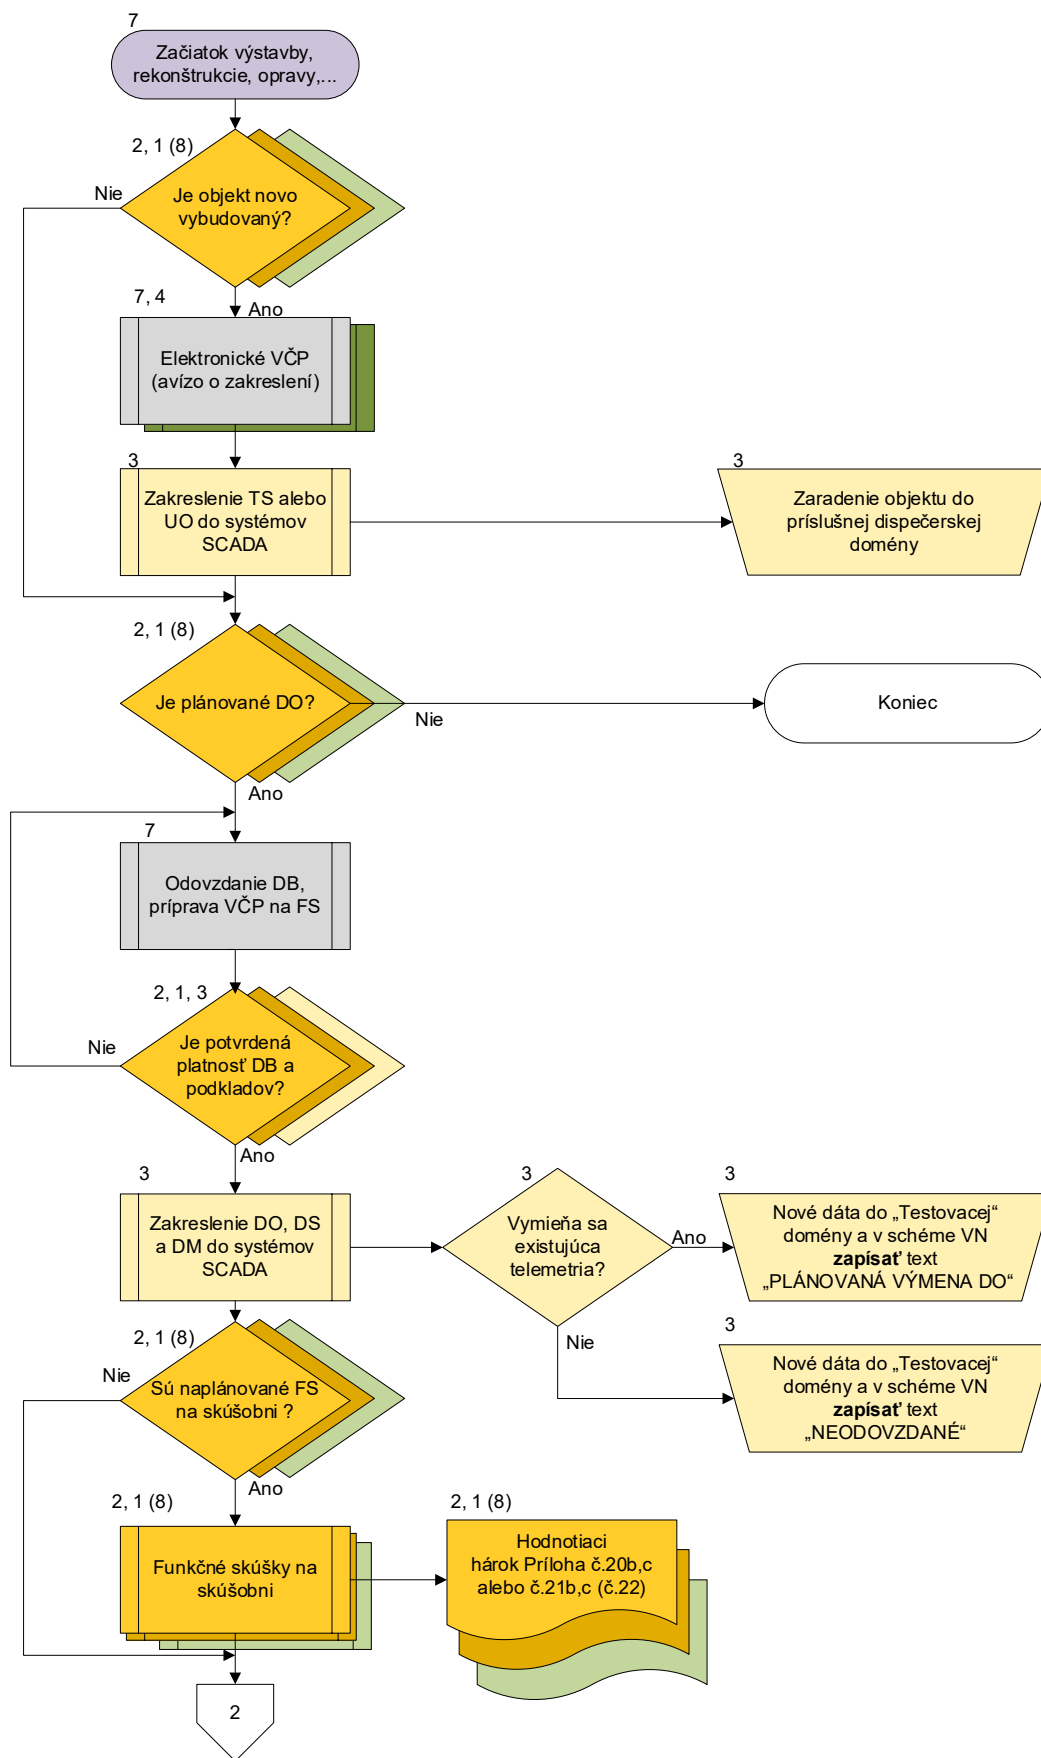 7
Začiatok výstavby,
rekonštrukcie, opravy,...
2, 1 (8)
Nie
Je objekt novo
vybudovaný?
7, 4
Ano
Elektronické VČP
(avízo o zakreslení)
3
Zakreslenie TS alebo
UO do systémov
SCADA
3
Zaradenie objektu do
príslušnej dispečerskej
domény
2, 1 (8)
Je plánované DO?
Nie
Koniec
Ano
7
Odovzdanie DB,
príprava VČP na FS
2, 1, 3
Nie
Je potvrdená
platnosť DB a
podkladov?
Ano
3
Zakreslenie DO, DS
a DM do systémov
SCADA
3
Vymieňa sa
existujúca
telemetria?
Ano
3
Nové dáta do „Testovacej“
domény a v schéme VN
zapísať text
„PLÁNOVANÁ VÝMENA DO“
Nie
3
Nové dáta do „Testovacej“
domény a v schéme VN
zapísať text
„NEODOVZDANÉ“
2, 1 (8)
Nie
Sú naplánované FS
na skúšobni ?
Ano
2, 1 (8)
Funkčné skúšky na
skúšobni
2, 1 (8)
Hodnotiaci
hárok Príloha č.20b,c
alebo č.21b,c (č.22)
2